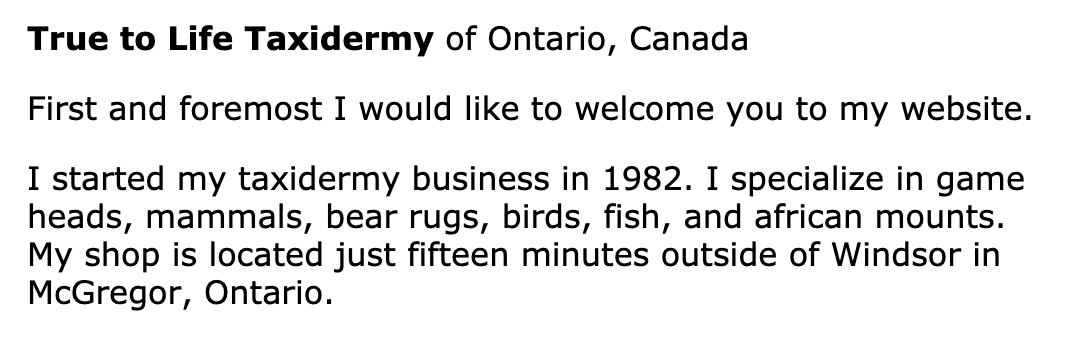 True to Life Taxidermy of Ontario, Canada
First and foremost I would like to welcome you to my website.
I started my taxidermy business in 1982. I specialize in game
heads, mammals, bear rugs, birds, fish, and african mounts.
My shop is located just fifteen minutes outside of Windsor in
McGregor, Ontario.